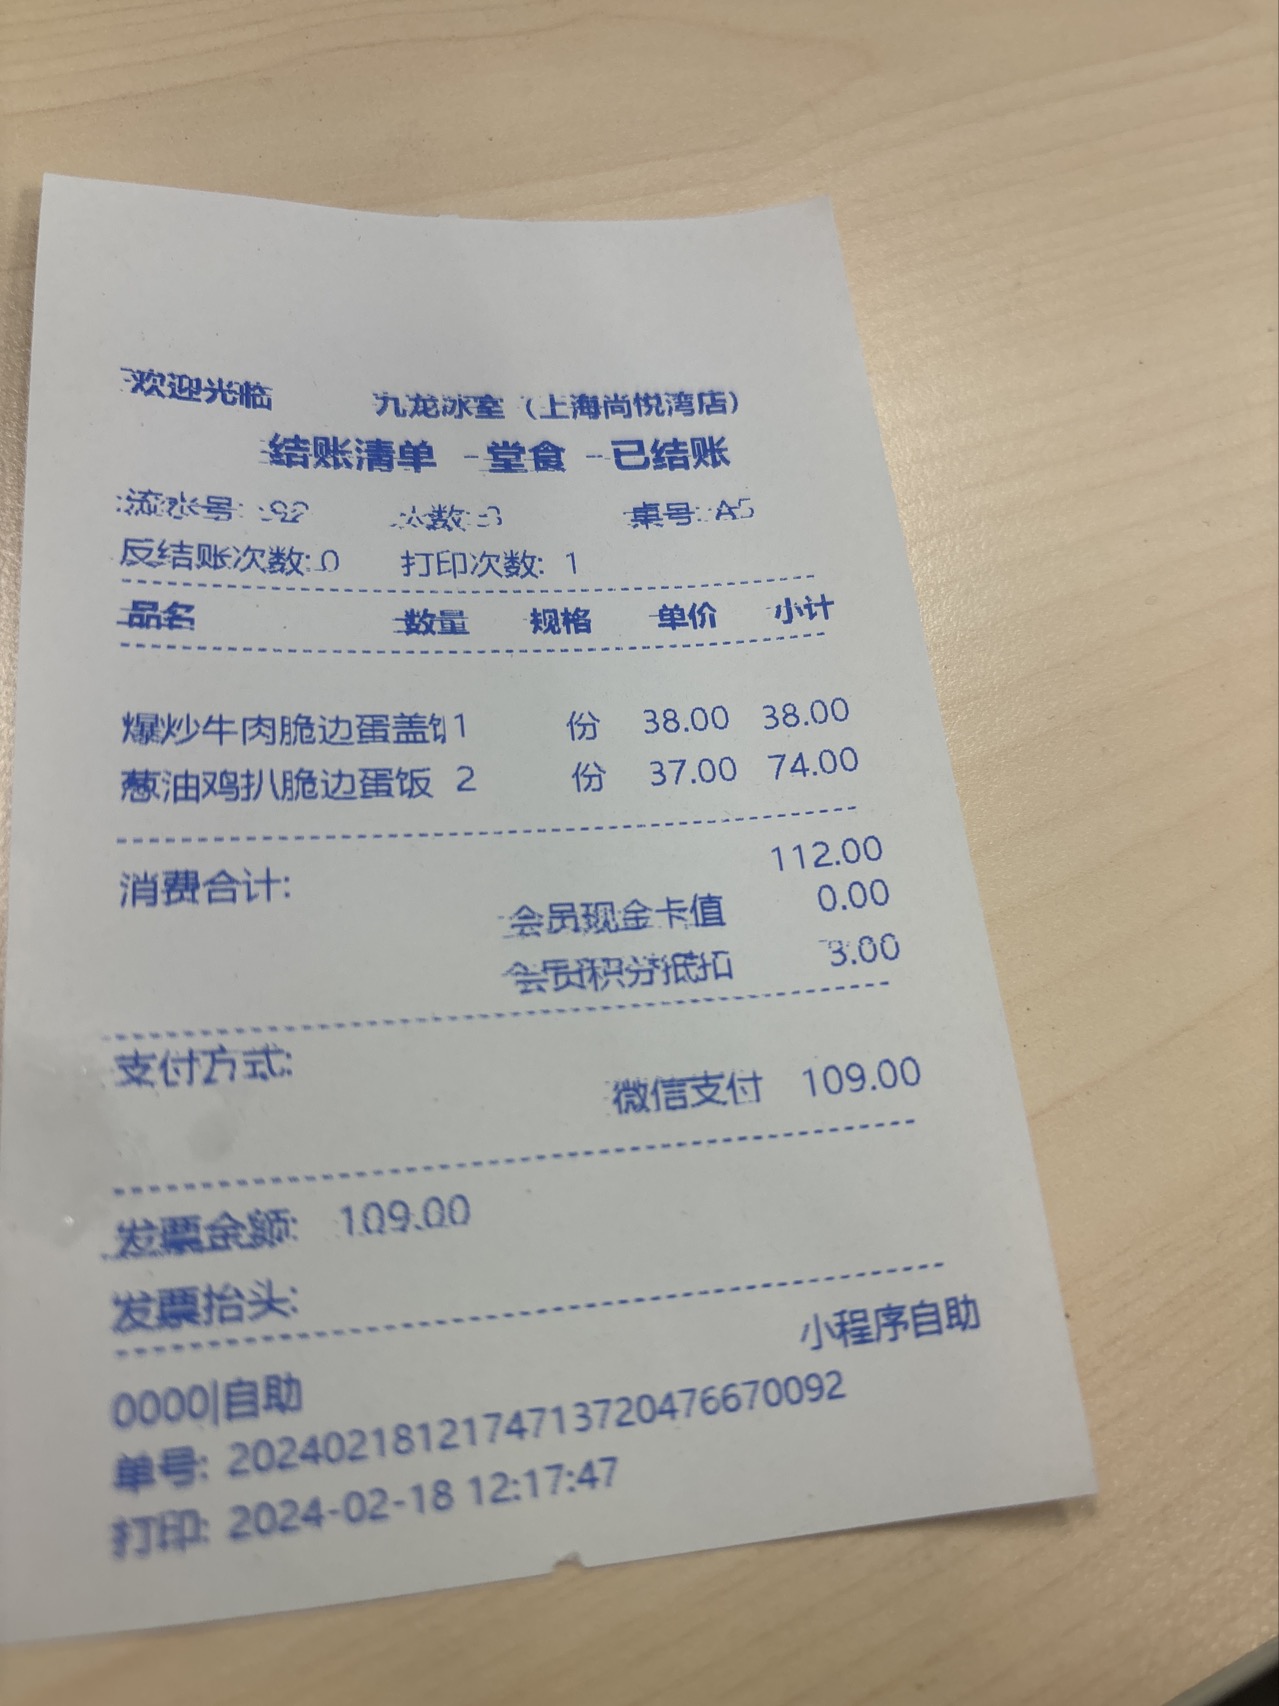 欢迎光临 九龙冰室（上海尚悦湾店）
结账清单 -堂食 -已结账
流水号: 92 人数:3 桌号: A5
反结账次数:0 打印次数: 1
品名 数量 规格 单价 小计
爆炒牛肉脆边蛋盖饭 1 份 38.00 38.00
葱油鸡扒脆边蛋饭 2 份 37.00 74.00
消费合计: 112.00
会员现金卡值 0.00
会员积分抵扣 3.00
支付方式:
微信支付 109.00
发票金额: 109.00
发票抬头:
小程序自助
0000|自助
单号: 20240218121747137204766​70092
打印: 2024-02-18 12:17:47